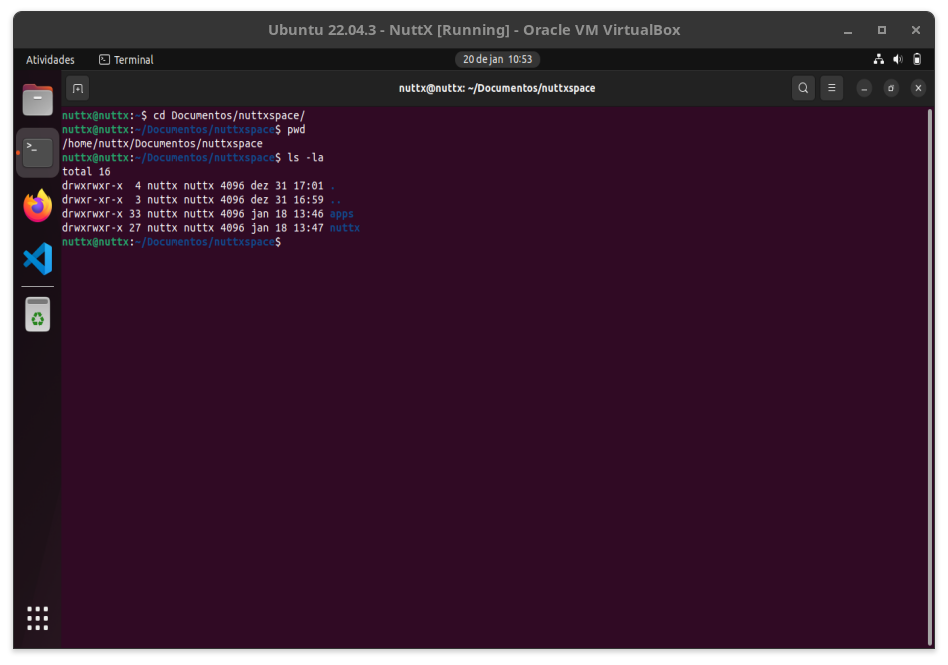 Ubuntu 22.04.3 - NuttX [Running] - Oracle VM VirtualBox
Atividades Terminal 20 de jan 10:53
nuttx@nuttx: ~/Documentos/nuttxspace
nuttx@nuttx:~$ cd Documentos/nuttxspace/
nuttx@nuttx:~/Documentos/nuttxspace$ pwd
/home/nuttx/Documentos/nuttxspace
nuttx@nuttx:~/Documentos/nuttxspace$ ls -la
total 16
drwxrwxr-x  4 nuttx nuttx 4096 dez 31 17:01 .
drwxr-xr-x  3 nuttx nuttx 4096 dez 31 16:59 ..
drwxrwxr-x 33 nuttx nuttx 4096 jan 18 13:46 apps
drwxrwxr-x 27 nuttx nuttx 4096 jan 18 13:47 nuttx
nuttx@nuttx:~/Documentos/nuttxspace$